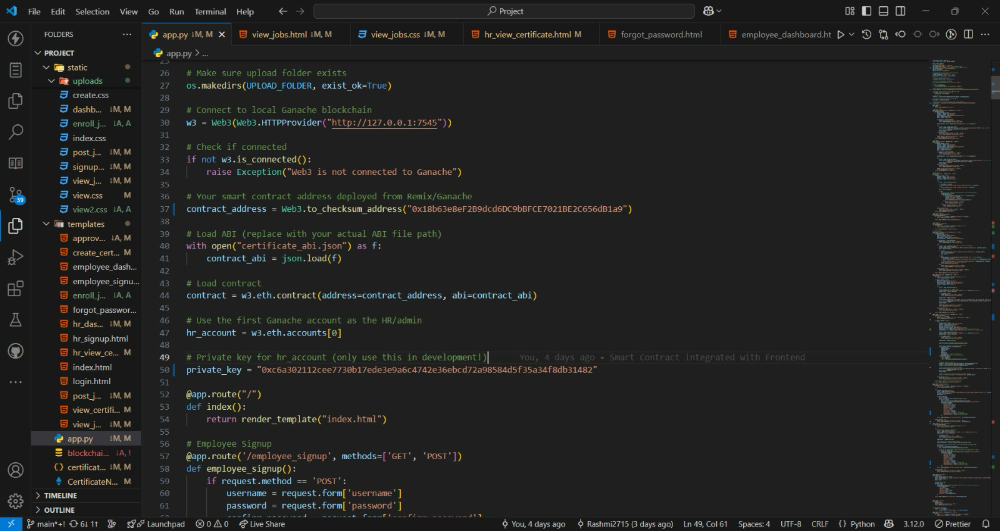 File Edit Selection View Go Run Terminal Help
Project
FOLDERS
app.py ↓M, M
view_jobs.html ↓M, M
view_jobs.css ↓M, M
hr_view_certificate.html M
forgot_password.html
employee_dashboard.ht
PROJECT
app.py > ...
static
uploads
create.css
dashb... ↓M, M
enroll_j... ↓A, A
index.css
post_j... ↓M, M
signup... ↓M, M
view_j... ↓M, M
view.css M
view2.css ↓A, A
templates
approv... ↓A, M
create_cert... M
employee_dash...
employee_signu...
enroll_j... ↓A, A
forgot_passwor...
hr_das... ↓M, M
hr_signup.html
hr_view_ce... M
index.html
login.html
post_j... ↓M, M
view_certifi... M
view_j... ↓M, M
app.py ↓M, M
blockchai... ↓A, !
certificat... ↓M, M
CertificateN... M
TIMELINE
OUTLINE
39
25
26 # Make sure upload folder exists
27 os.makedirs(UPLOAD_FOLDER, exist_ok=True)
28
29 # Connect to local Ganache blockchain
30 w3 = Web3(Web3.HTTPProvider("http://127.0.0.1:7545"))
31
32 # Check if connected
33 if not w3.is_connected():
34 raise Exception("Web3 is not connected to Ganache")
35
36 # Your smart contract address deployed from Remix/Ganache
37 contract_address = Web3.to_checksum_address("0x18b63e8eF2B9dcd6DC9bBFCE7021BE2C656dB1a9")
38
39 # Load ABI (replace with your actual ABI file path)
40 with open("certificate_abi.json") as f:
41 contract_abi = json.load(f)
42
43 # Load contract
44 contract = w3.eth.contract(address=contract_address, abi=contract_abi)
45
46 # Use the first Ganache account as the HR/admin
47 hr_account = w3.eth.accounts[0]
48
49 # Private key for hr_account (only use this in development!) You, 4 days ago • Smart Contract integrated with Frontend
50 private_key = "0xc6a302112cee7730b17ede3e9a6c4742e36ebcd72a98584d5f35a34f8db31482"
51
52 @app.route("/")
53 def index():
54 return render_template("index.html")
55
56 # Employee Signup
57 @app.route('/employee_signup', methods=['GET', 'POST'])
58 def employee_signup():
59 if request.method == 'POST':
60 username = request.form['username']
61 password = request.form['password']
62 confirm_password = request.form['confirm_password']
main*+! 6↓ 1↑ Launchpad 0 0 Live Share You, 4 days ago Rashmi2715 (3 days ago) Ln 49, Col 61 Spaces: 4 UTF-8 CRLF {} Python 3.12.0 Prettier